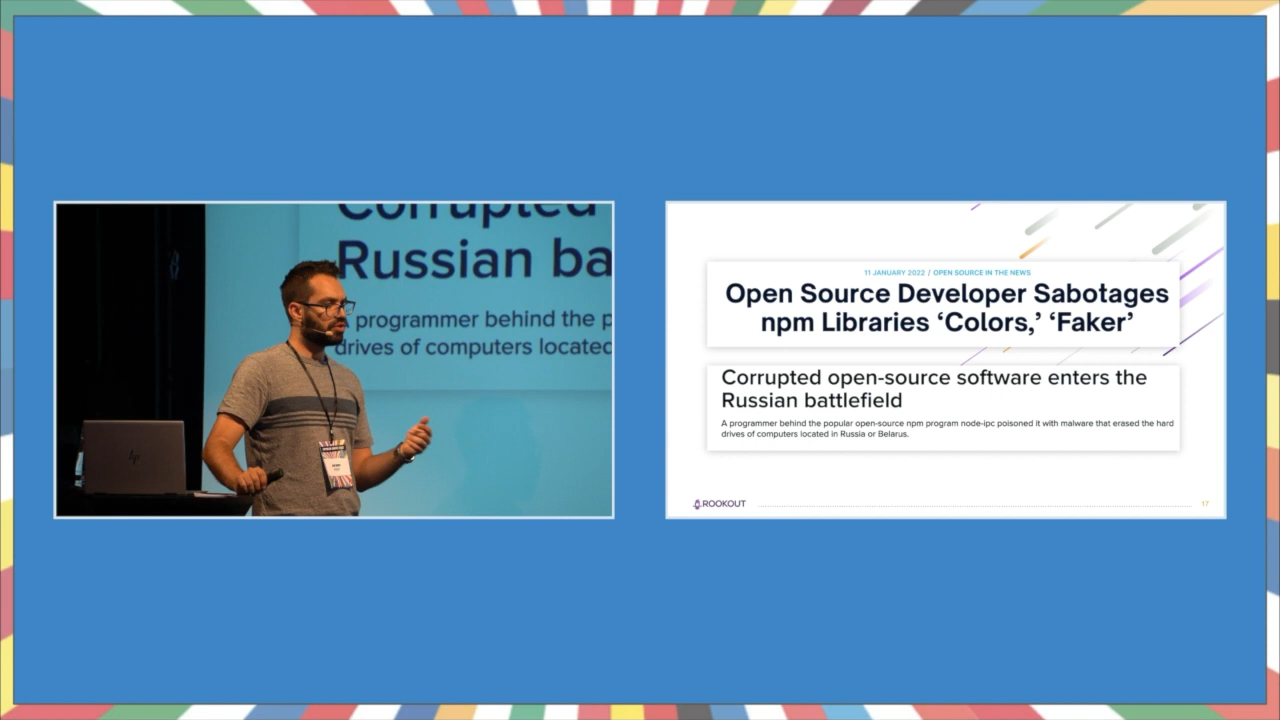 Corrupted
Russian ba
programmer behind the p
drives of computers located
hp
11 JANUARY 2022 / OPEN SOURCE IN THE NEWS
Open Source Developer Sabotages
npm Libraries ‘Colors,’ ‘Faker’
Corrupted open-source software enters the
Russian battlefield
A programmer behind the popular open-source npm program node-ipc poisoned it with malware that erased the hard
drives of computers located in Russia or Belarus.
ROOKOUT
17